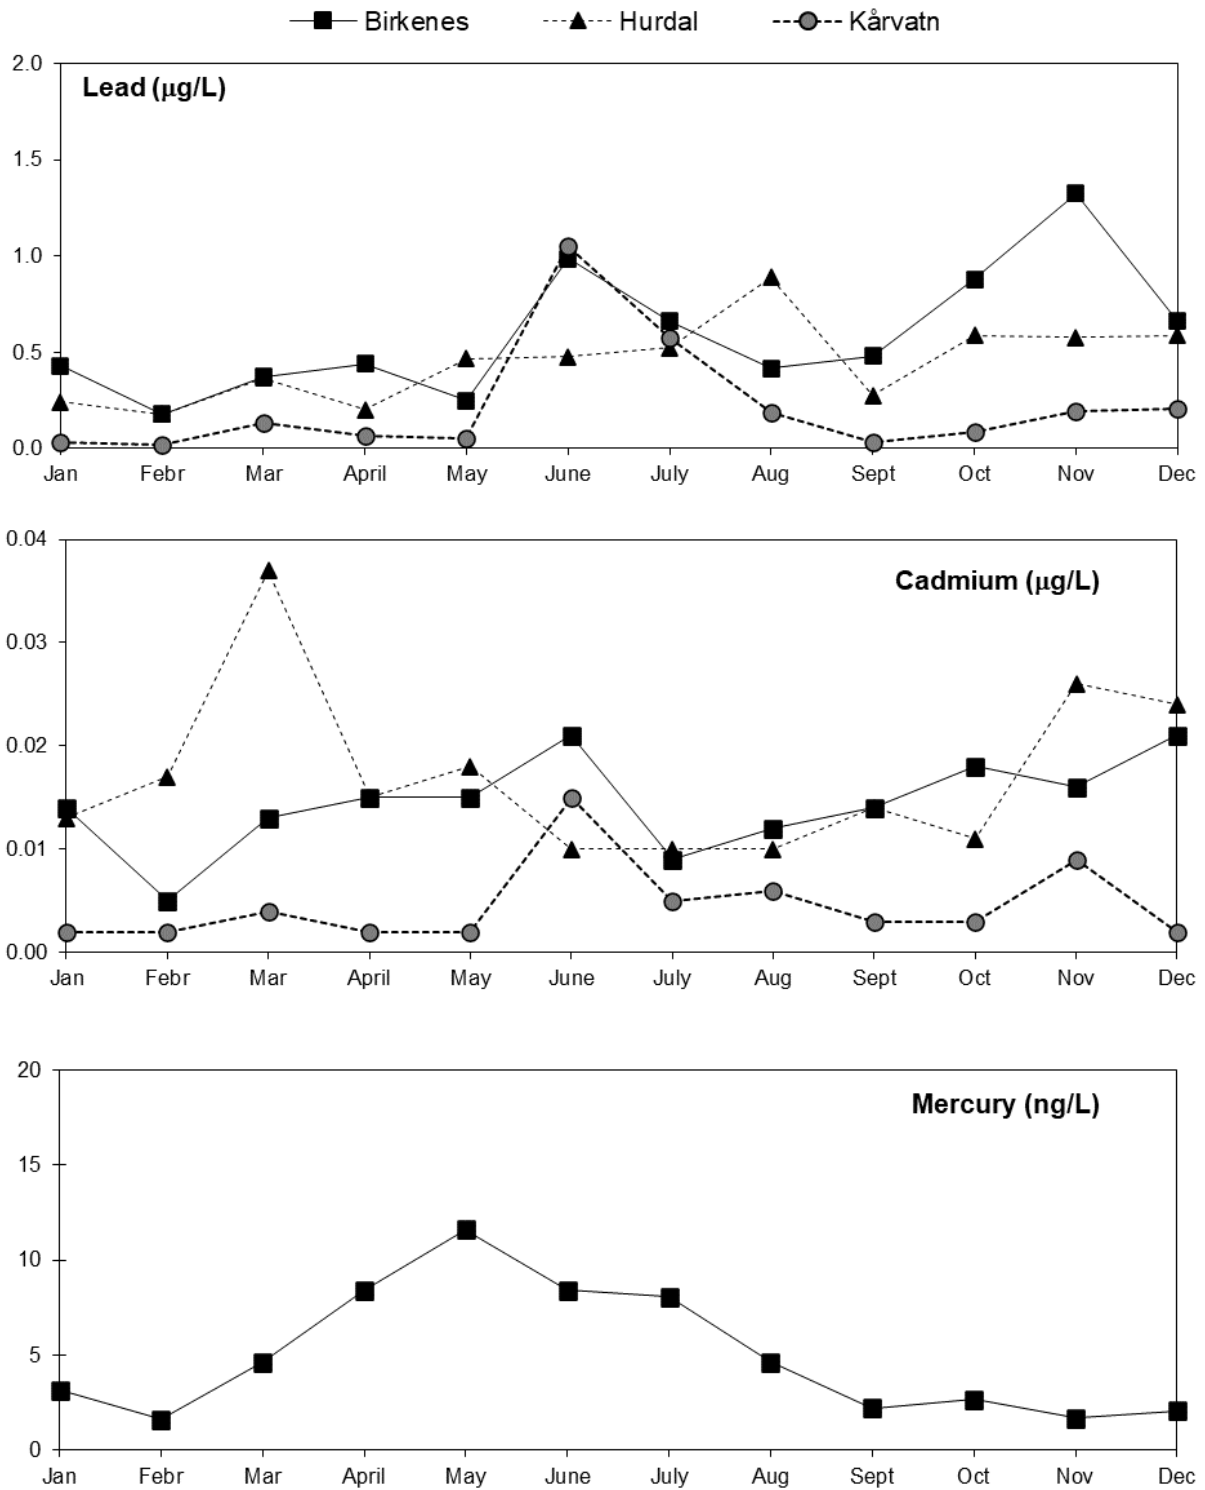 Birkenes Hurdal Kårvatn
Lead (µg/L)
2.0
1.5
1.0
0.5
0.0
Jan Febr Mar April May June July Aug Sept Oct Nov Dec
Cadmium (µg/L)
0.04
0.03
0.02
0.01
0.00
Jan Febr Mar April May June July Aug Sept Oct Nov Dec
Mercury (ng/L)
20
15
10
5
0
Jan Febr Mar April May June July Aug Sept Oct Nov Dec